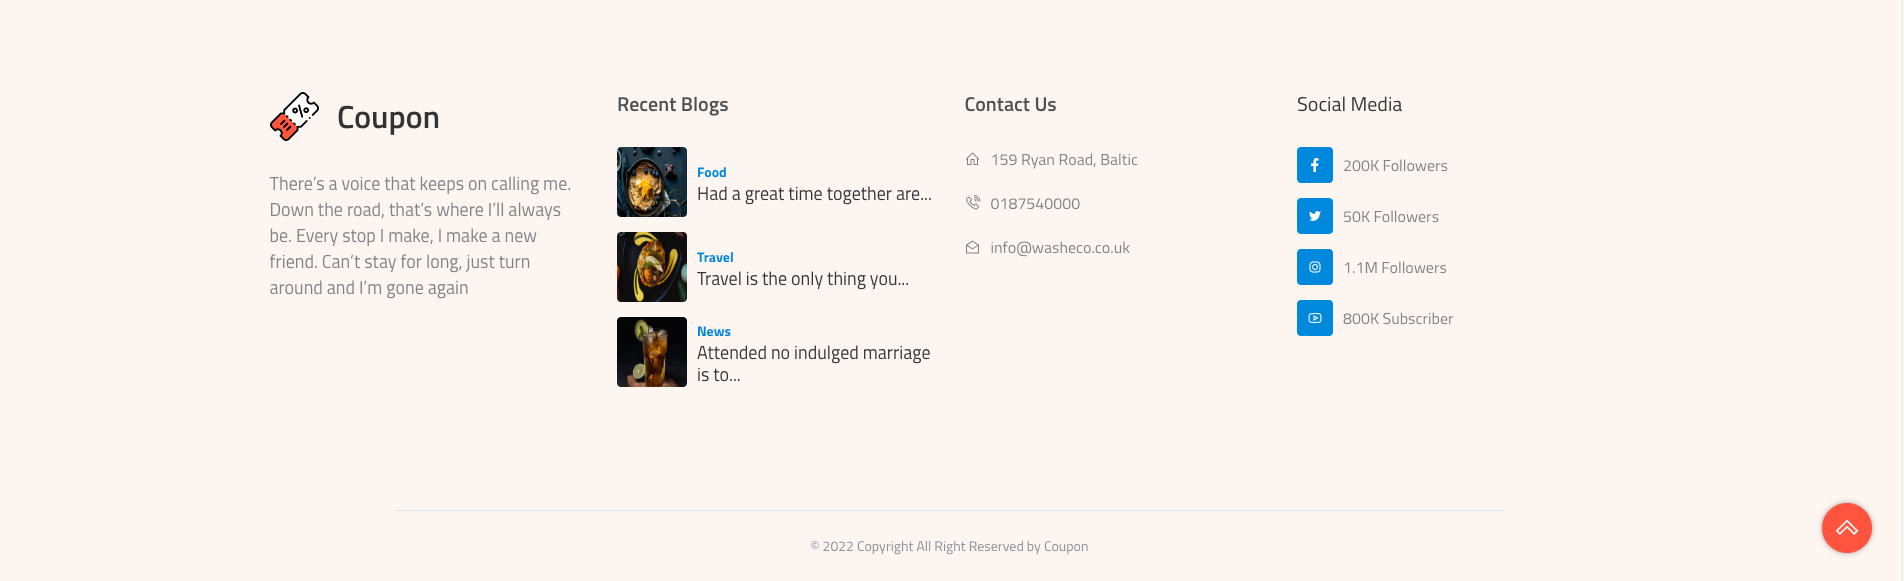 Coupon
There's a voice that keeps on calling me.
Down the road, that's where I'll always
be. Every stop I make, I make a new
friend. Can't stay for long, just turn
around and I'm gone again
Recent Blogs
Food
Had a great time together are...
Travel
Travel is the only thing you...
News
Attended no indulged marriage
is to...
Contact Us
159 Ryan Road, Baltic
0187540000
info@washeco.co.uk
Social Media
200K Followers
50K Followers
1.1M Followers
800K Subscriber
© 2022 Copyright All Right Reserved by Coupon